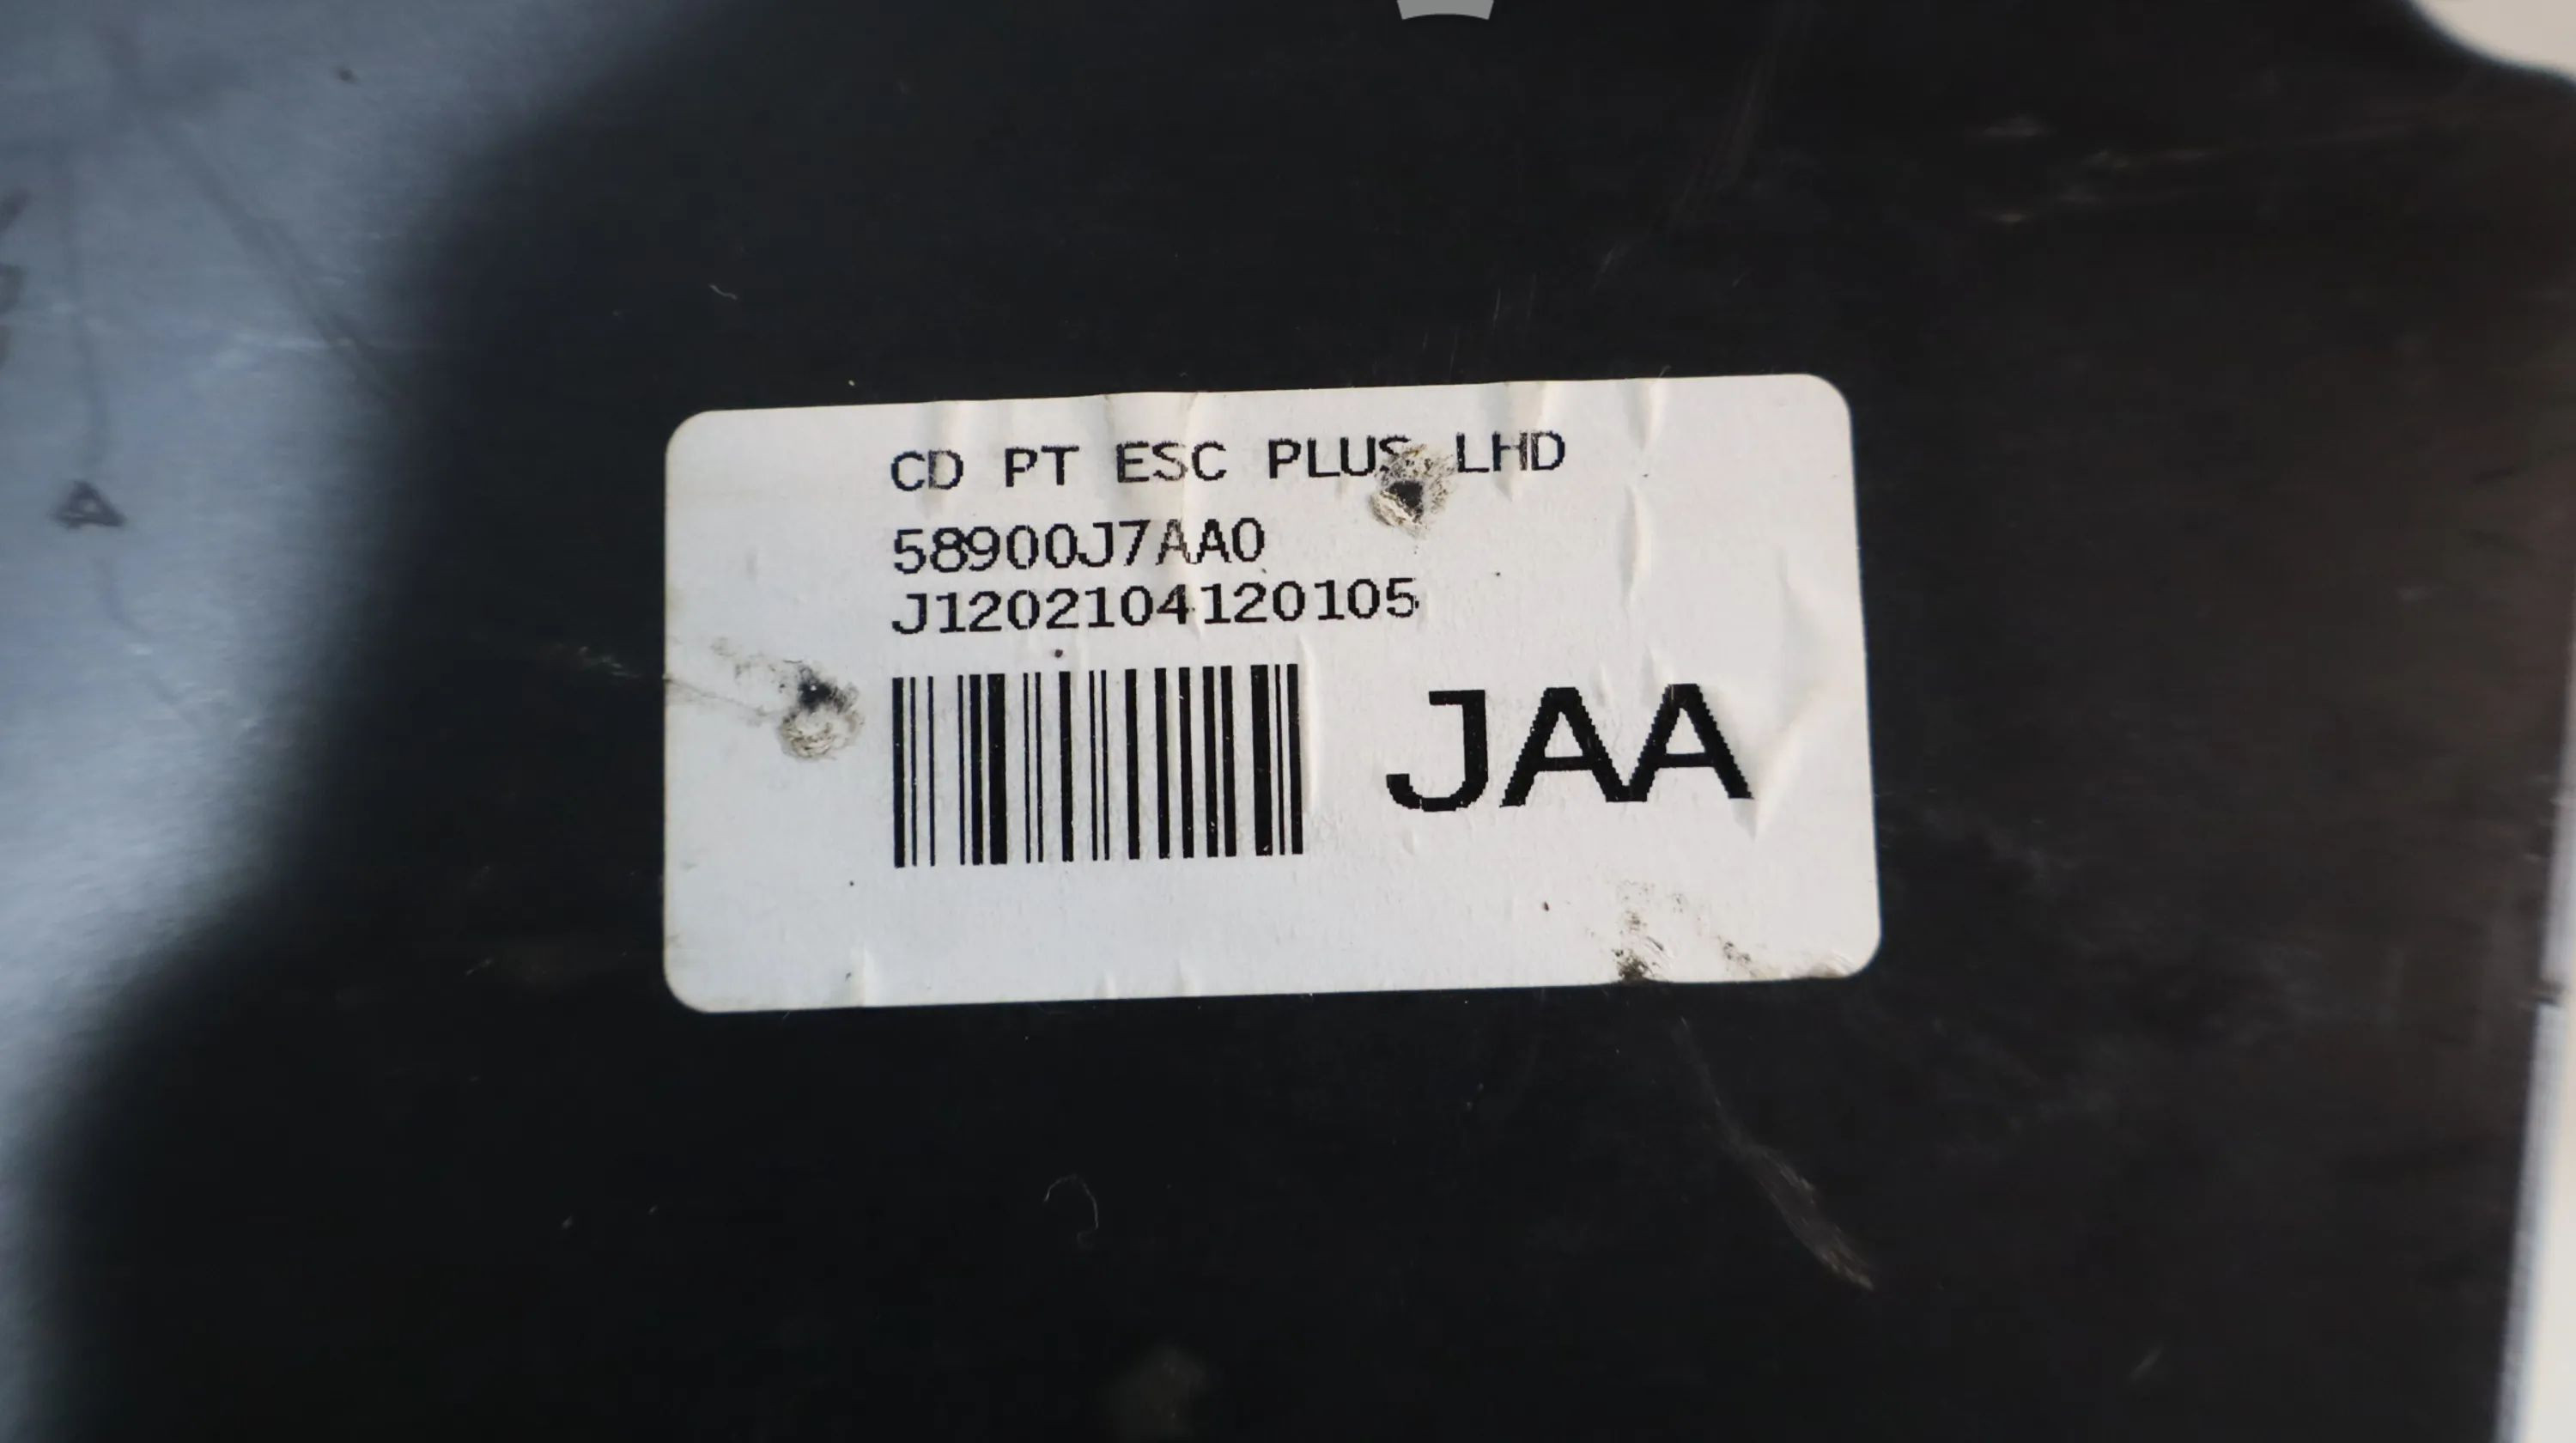 CD PT ESC PLUS LHD
58900J7AA0
J1202104120105
JAA
A